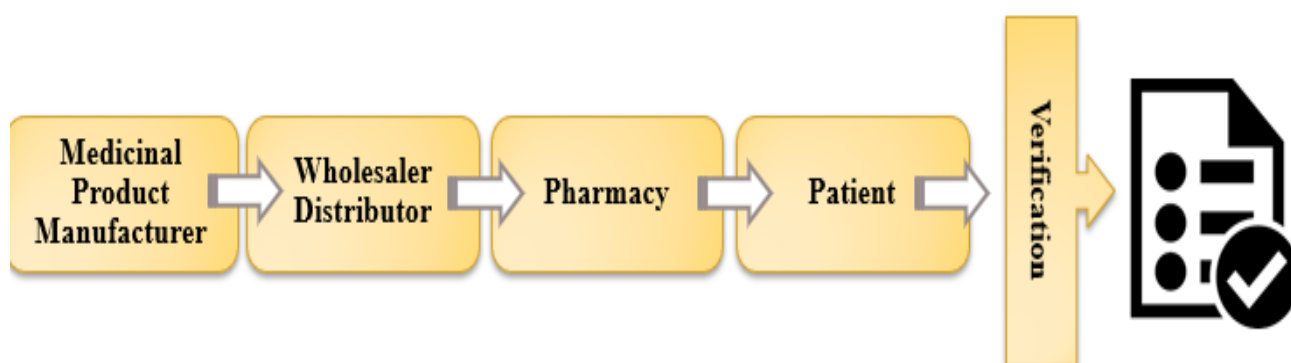 Medicinal
Product
Manufacturer
Wholesaler
Distributor
Pharmacy
Patient
Verification